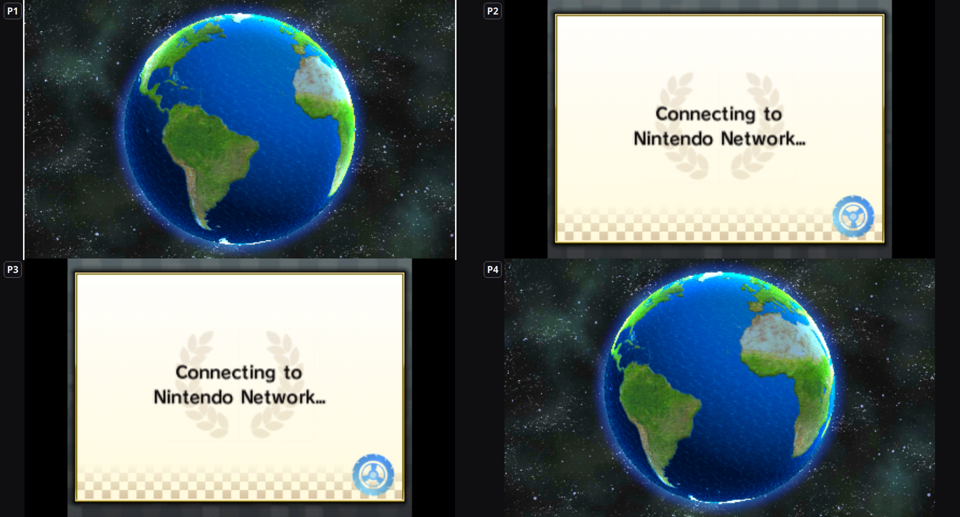 P1
P2
Connecting to
Nintendo Network...
P3
Connecting to
Nintendo Network...
P4